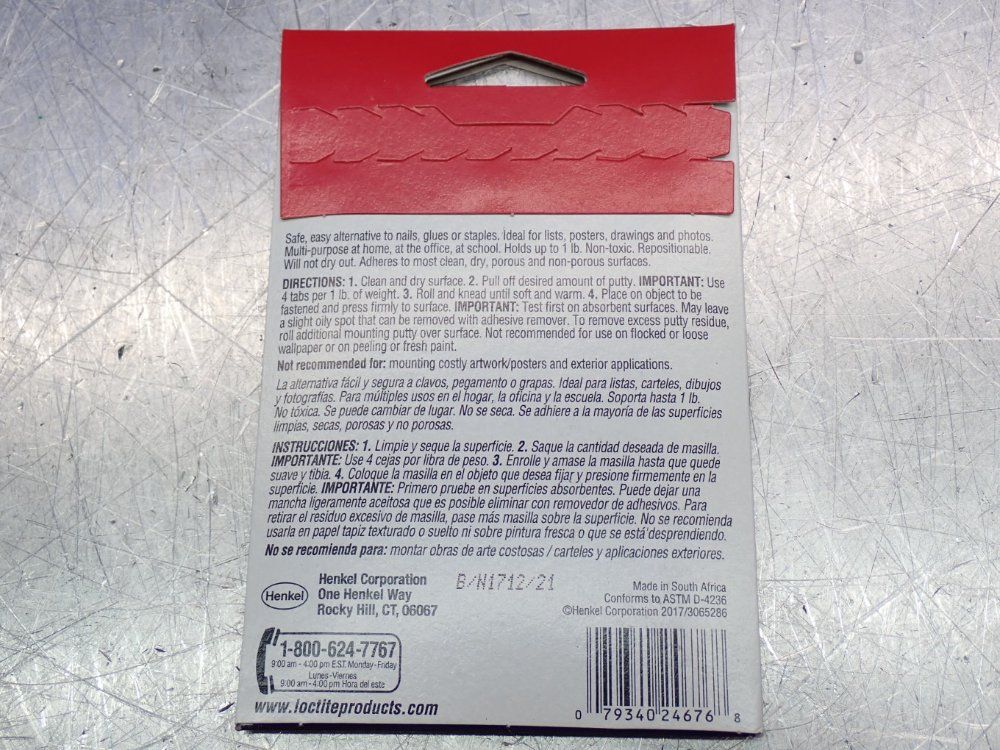 Safe, easy alternative to nails, glues or staples. Ideal for lists, posters, drawings and photos.
Multi-purpose at home, at the office, at school. Holds up to 1 lb. Non-toxic. Repositionable.
Will not dry out. Adheres to most clean, dry, porous and non-porous surfaces.
DIRECTIONS: 1. Clean and dry surface. 2. Pull off desired amount of putty. IMPORTANT: Use
4 tabs per 1 lb. of weight. 3. Roll and knead until soft and warm. 4. Place on object to be
fastened and press firmly to surface. IMPORTANT: Test first on absorbent surfaces. May leave
a slight oily spot that can be removed with adhesive remover. To remove excess putty residue,
roll additional mounting putty over surface. Not recommended for use on flocked or loose
wallpaper or on peeling or fresh paint.
Not recommended for: mounting costly artwork/posters and exterior applications.
La alternativa fácil y segura a clavos, pegamento o grapas. Ideal para listas, carteles, dibujos
y fotografías. Para múltiples usos en el hogar, la oficina y la escuela. Soporta hasta 1 lb.
No tóxica. Se puede cambiar de lugar. No se seca. Se adhiere a la mayoría de las superficies
limpias, secas, porosas y no porosas.
INSTRUCCIONES: 1. Limpie y seque la superficie. 2. Saque la cantidad deseada de masilla.
IMPORTANTE: Use 4 cejas por libra de peso. 3. Enrolle y amase la masilla hasta que quede
suave y tibia. 4. Coloque la masilla en el objeto que desea fijar y presione firmemente en la
superficie. IMPORTANTE: Primero pruebe en superficies absorbentes. Puede dejar una
mancha ligeramente aceitosa que es posible eliminar con removedor de adhesivos. Para
retirar el residuo excesivo de masilla, pase más masilla sobre la superficie. No se recomienda
usarla en papel tapiz texturado o suelto ni sobre pintura fresca o que se está desprendiendo.
No se recomienda para: montar obras de arte costosas / carteles y aplicaciones exteriores.
Henkel
Henkel Corporation
One Henkel Way
Rocky Hill, CT, 06067
B/N1712/21
Made in South Africa
Conforms to ASTM D-4236
©Henkel Corporation 2017/3065286
1-800-624-7767
9:00 am - 4:00 pm E.S.T. Monday-Friday
Lunes-Viernes
9:00 am - 4:00 pm Hora del este
www.loctiteproducts.com
0 79340 24676 8